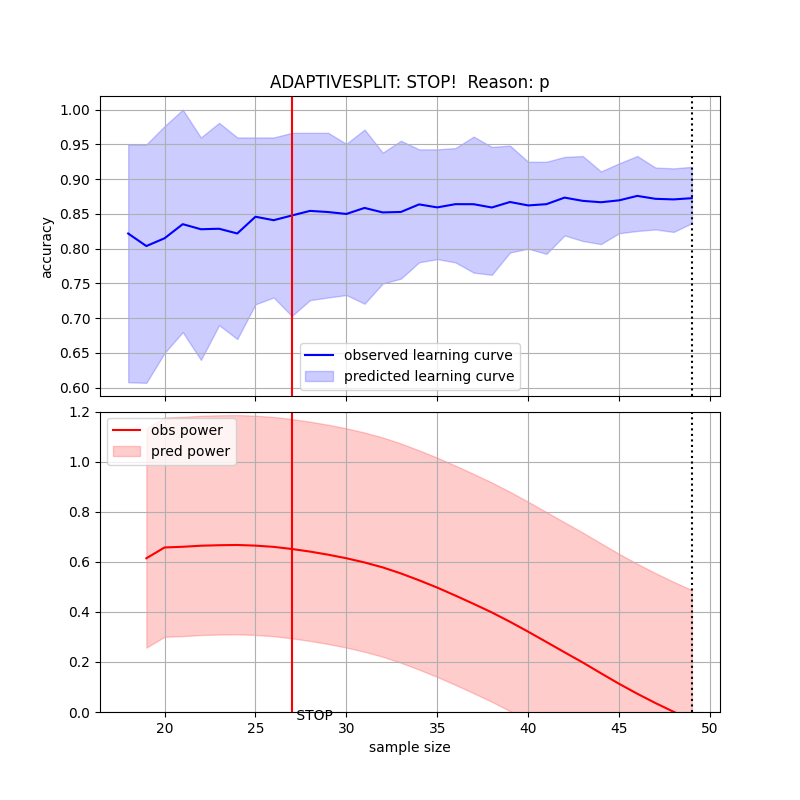 ADAPTIVESPLIT: STOP!  Reason: p
1.00
0.95
0.90
0.85
0.80
0.75
0.70
0.65
0.60
accuracy
observed learning curve
predicted learning curve
1.2
1.0
0.8
0.6
0.4
0.2
0.0
obs power
pred power
STOP
20 25 30 35 40 45 50
sample size